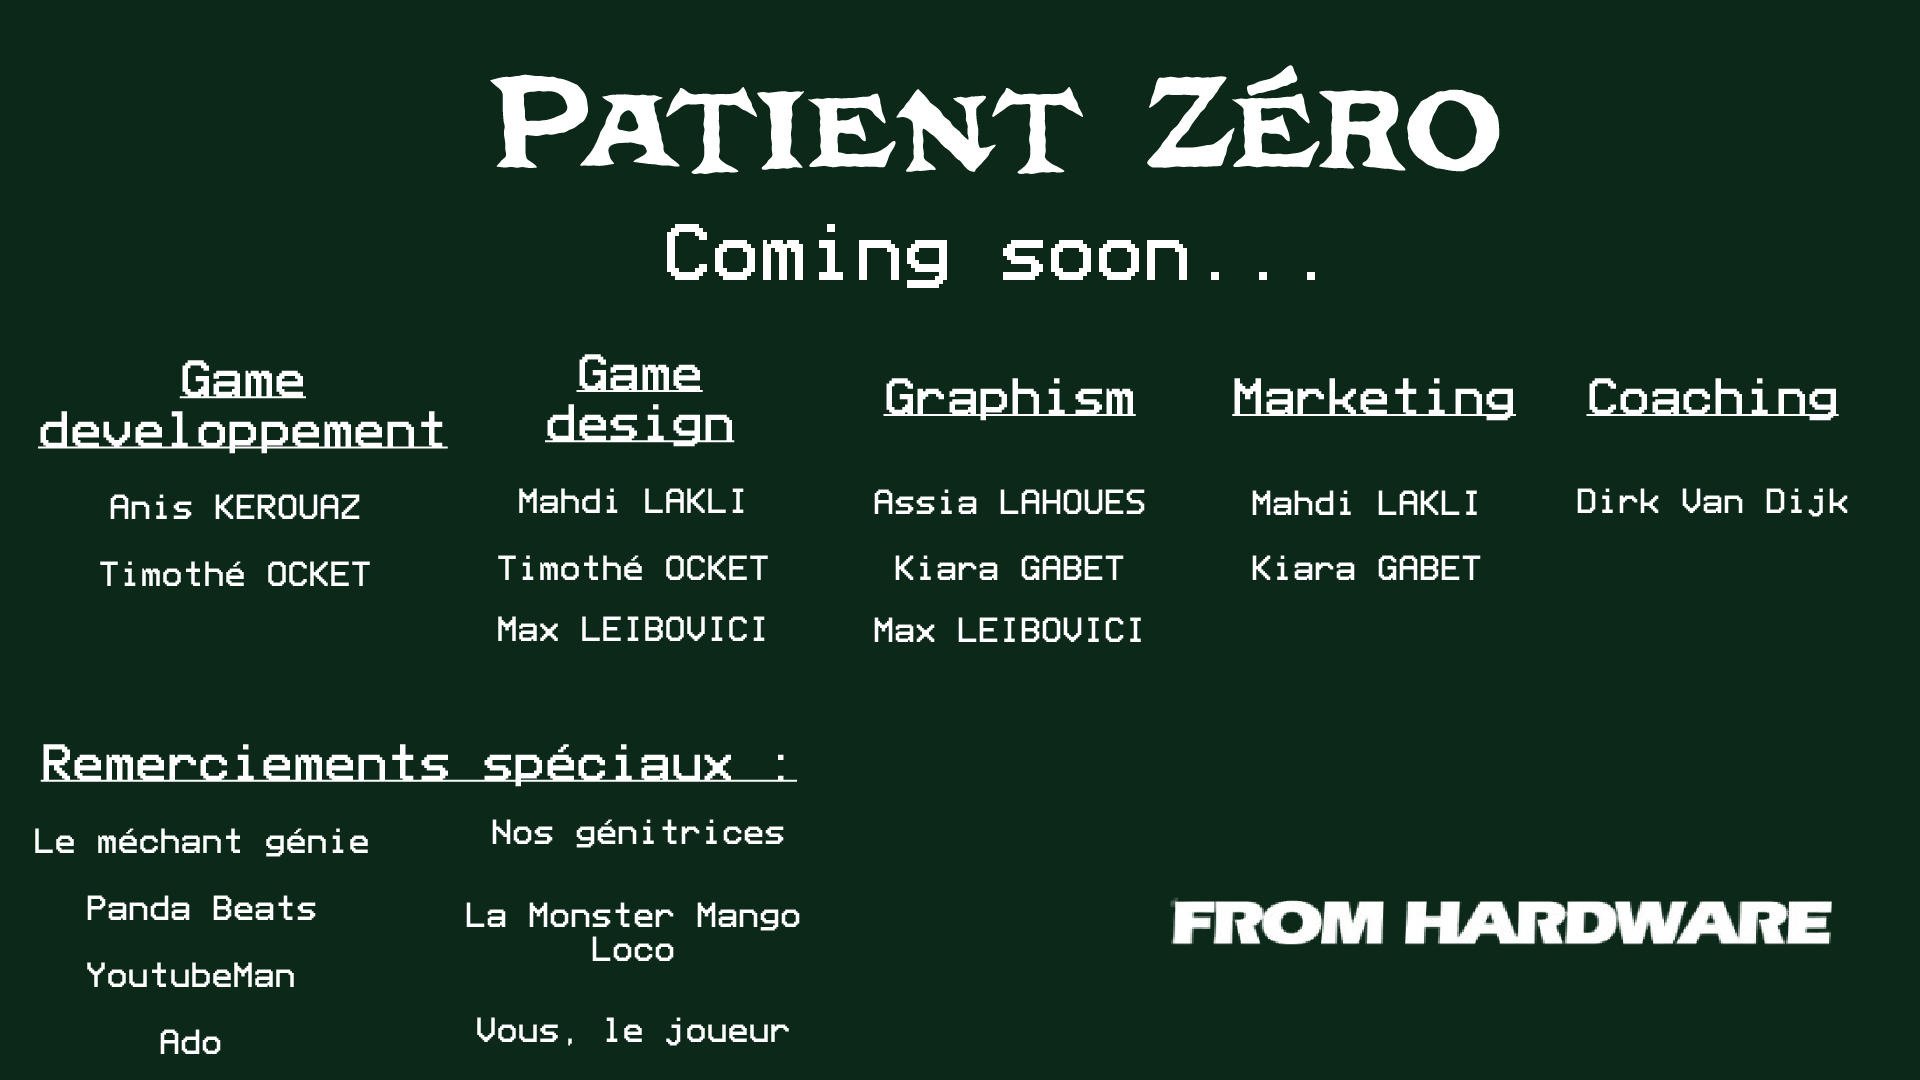 PATIENT ZÉRO
Coming soon...
Game
developpement
Anis KEROUAZ
Timothé OCKET
Game
design
Mahdi LAKLI
Timothé OCKET
Max LEIBOVICI
Graphism
Assia LAHOUES
Kiara GABET
Max LEIBOVICI
Marketing
Mahdi LAKLI
Kiara GABET
Coaching
Dirk Van Dijk
Remerciements spéciaux :
Le méchant génie
Panda Beats
YoutubeMan
Ado
Nos génitrices
La Monster Mango
Loco
Vous, le joueur
FROM HARDWARE